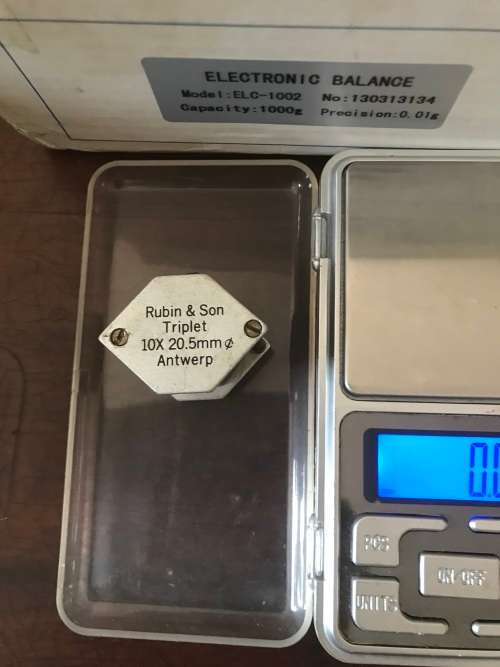 ELECTRONIC BALANCE
Model:ELC-1002 No:130313134
Capacity:1000g Precision:0.01g
Rubin & Son
Triplet
10X 20.5mm ⌀
Antwerp
0.0
PCS
ON/OFF
UNITS